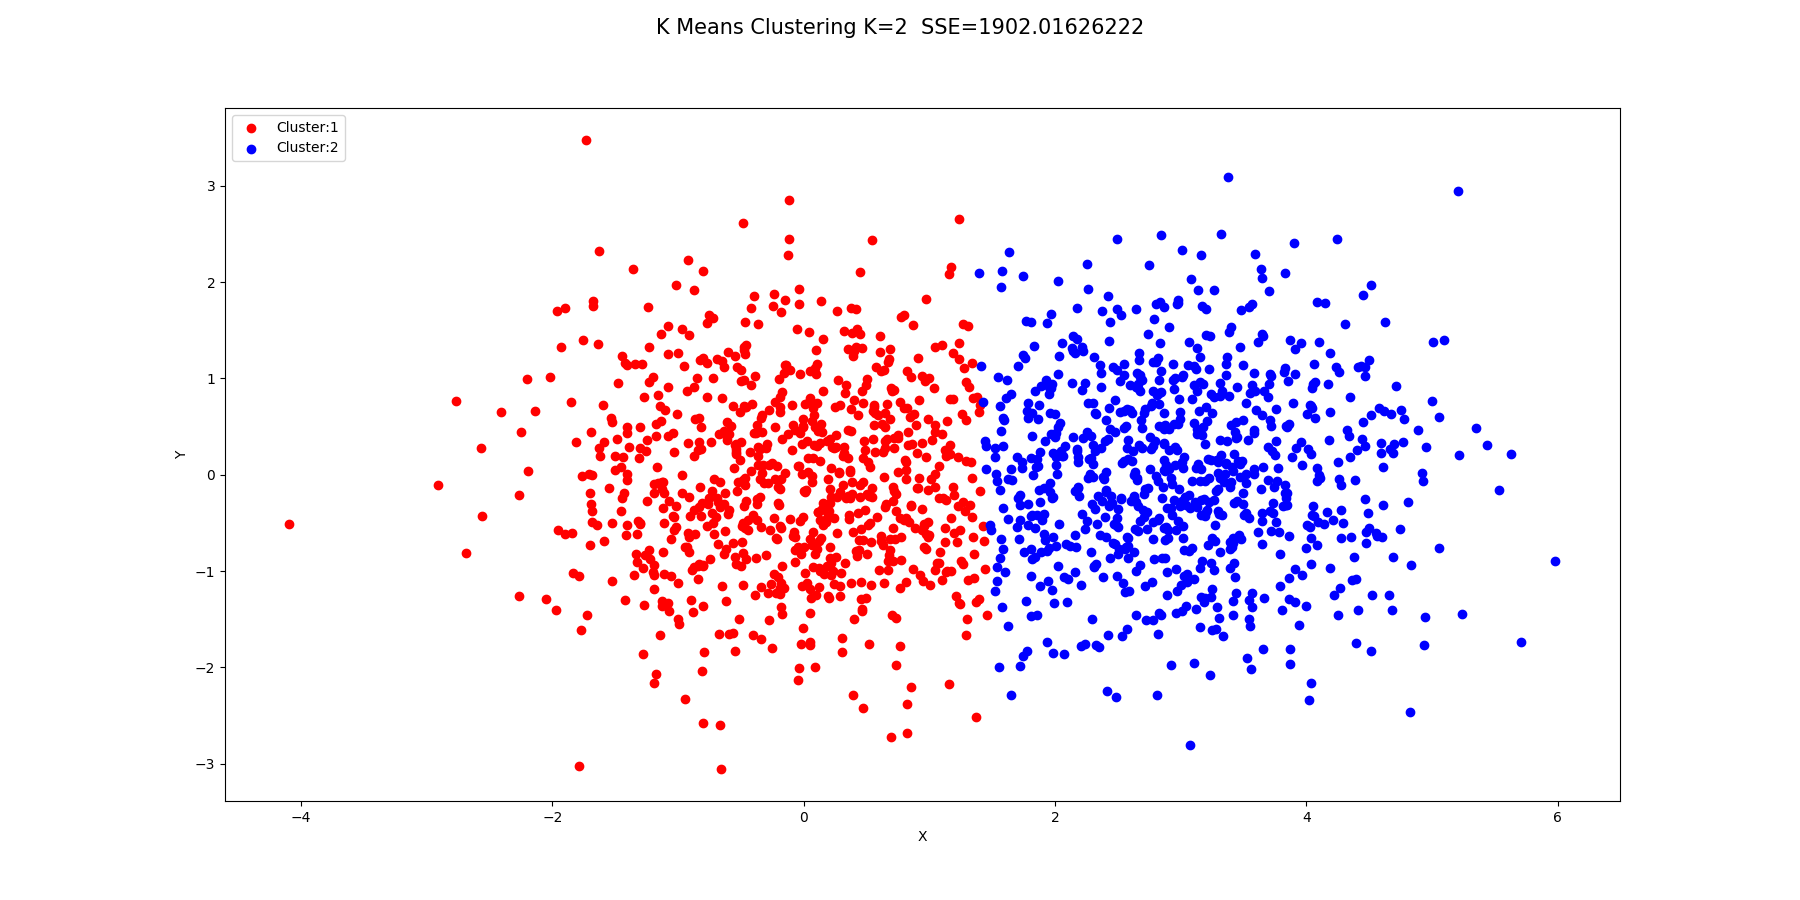 K Means Clustering K=2 SSE=1902.01626222
Cluster:1
Cluster:2
3
2
1
0
−1
−2
−3
Y
−4 −2 0 2 4 6
X